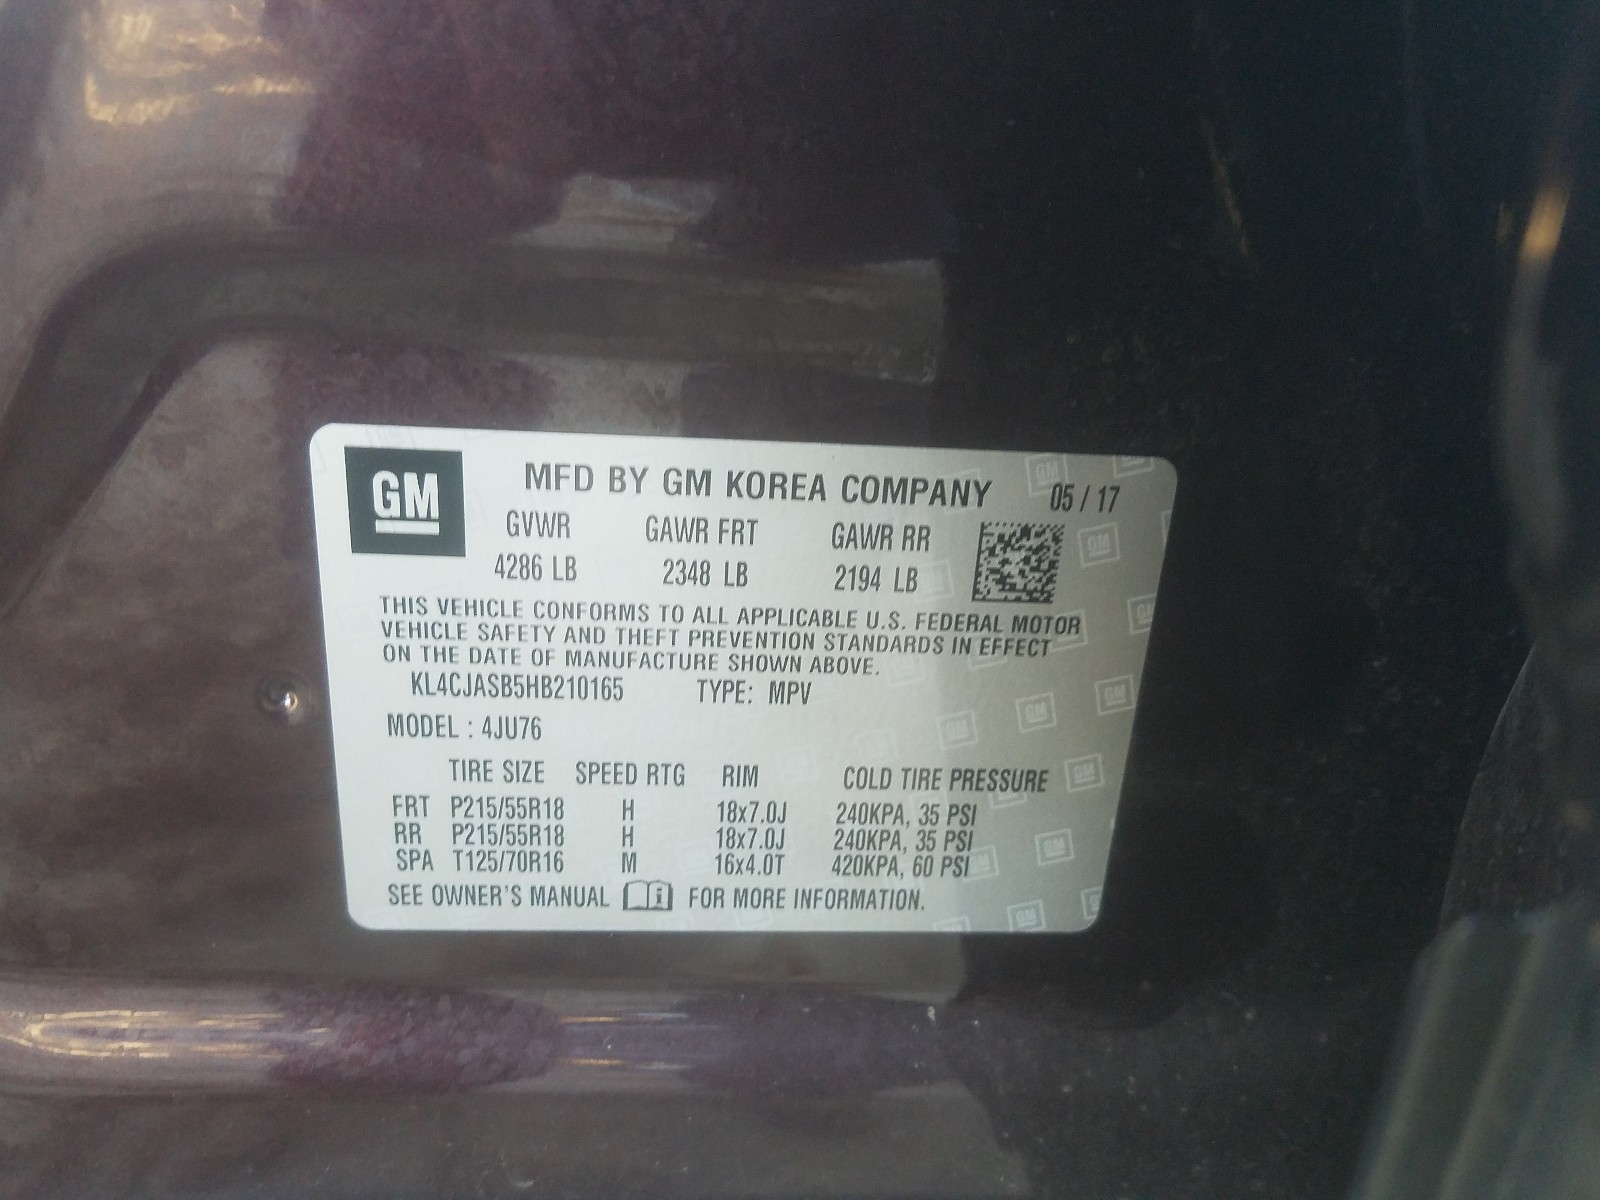 GM
MFD BY GM KOREA COMPANY 05 / 17
GVWR GAWR FRT GAWR RR
4286 LB 2348 LB 2194 LB
THIS VEHICLE CONFORMS TO ALL APPLICABLE U.S. FEDERAL MOTOR
VEHICLE SAFETY AND THEFT PREVENTION STANDARDS IN EFFECT
ON THE DATE OF MANUFACTURE SHOWN ABOVE.
KL4CJASB5HB210165 TYPE: MPV
MODEL : 4JU76
TIRE SIZE SPEED RTG RIM COLD TIRE PRESSURE
FRT P215/55R18 H 18x7.0J 240KPA, 35 PSI
RR P215/55R18 H 18x7.0J 240KPA, 35 PSI
SPA T125/70R16 M 16x4.0T 420KPA, 60 PSI
SEE OWNER'S MANUAL FOR MORE INFORMATION.